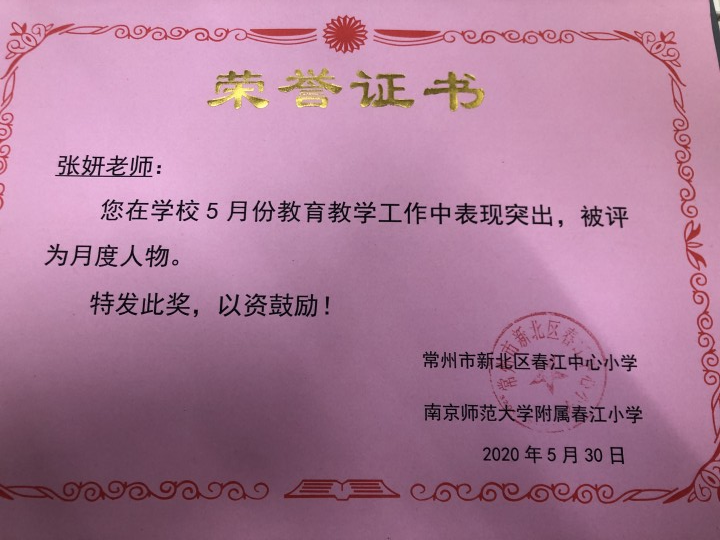 荣誉证书
张妍老师：
您在学校5月份教育教学工作中表现突出，被评
为月度人物。
特发此奖，以资鼓励！
常州市新北区春江中心小学
南京师范大学附属春江小学
2020年5月30日